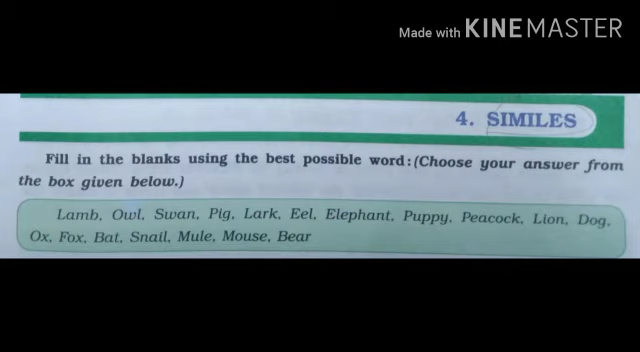 Made with KINEMASTER
4. SIMILES
Fill in the blanks using the best possible word:(Choose your answer from
the box given below.)
Lamb, Owl, Swan, Pig, Lark, Eel, Elephant, Puppy, Peacock, Lion, Dog,
Ox, Fox, Bat, Snail, Mule, Mouse, Bear